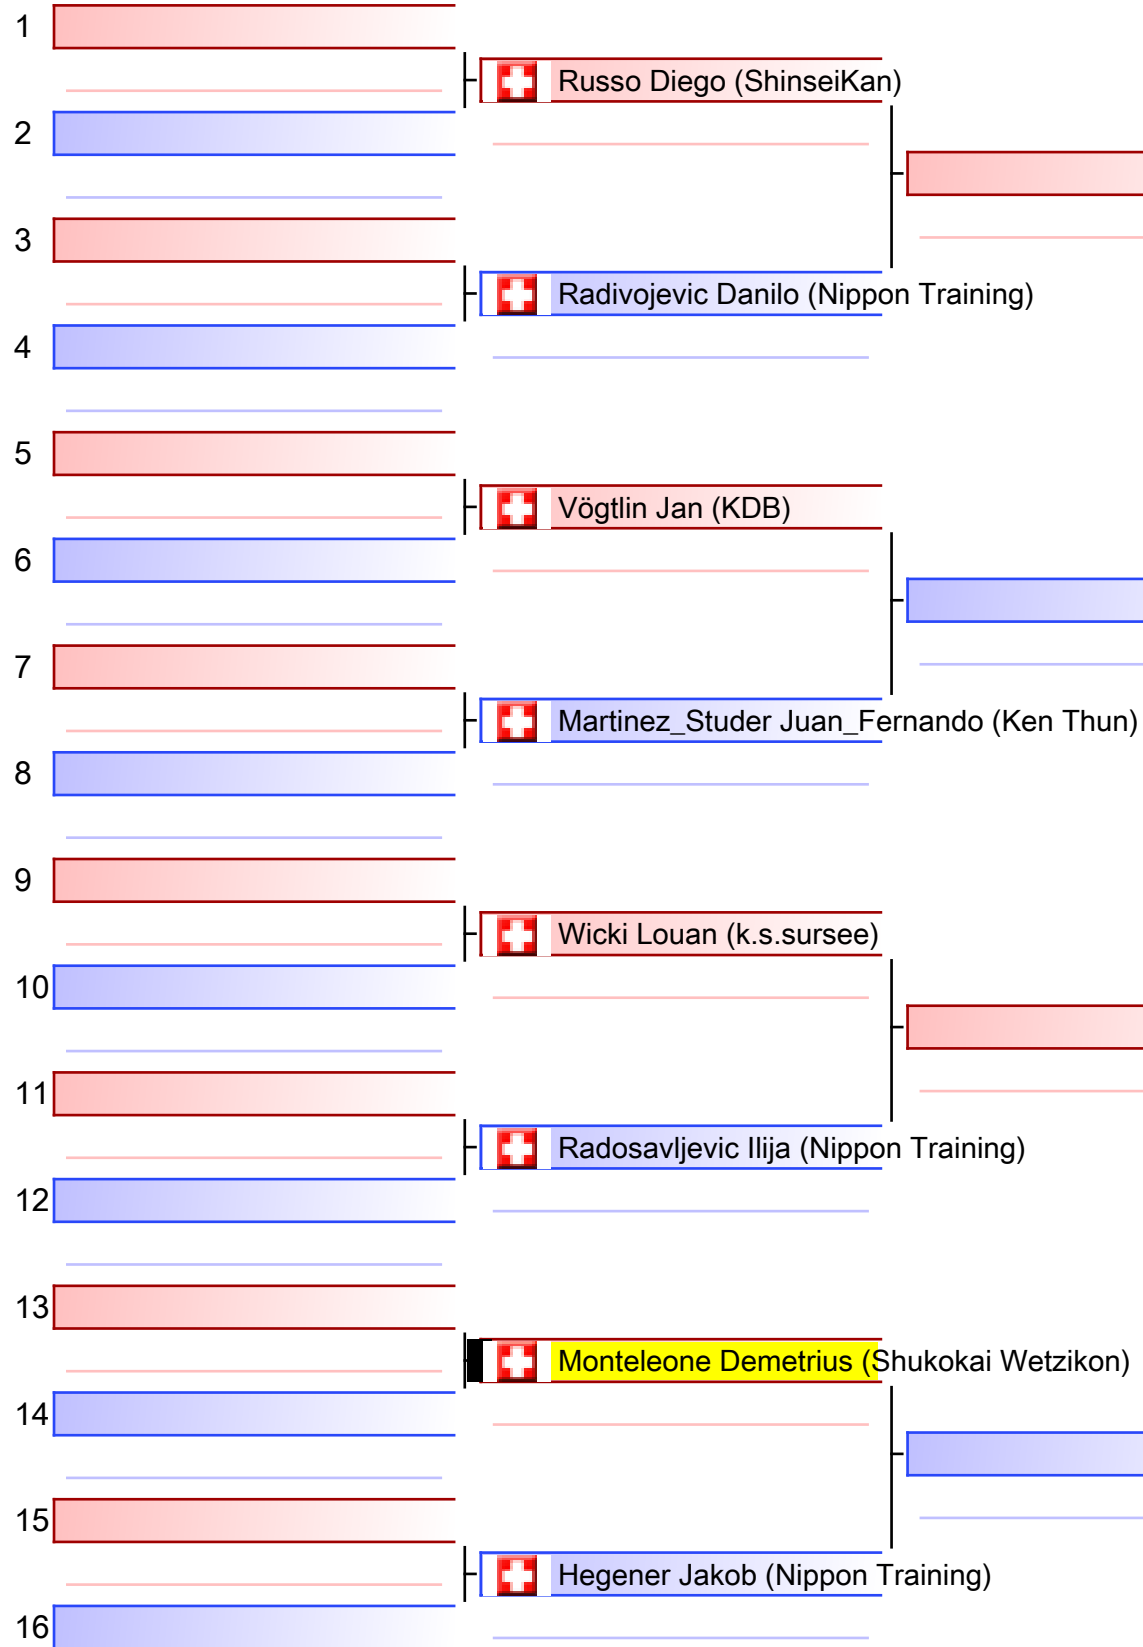 1
Russo Diego (ShinseiKan)
2
3
Radivojevic Danilo (Nippon Training)
4
5
Vögtlin Jan (KDB)
6
7
Martinez_Studer Juan_Fernando (Ken Thun)
8
9
Wicki Louan (k.s.sursee)
10
11
Radosavljevic Ilija (Nippon Training)
12
13
Monteleone Demetrius (Shukokai Wetzikon)
14
15
Hegener Jakob (Nippon Training)
16